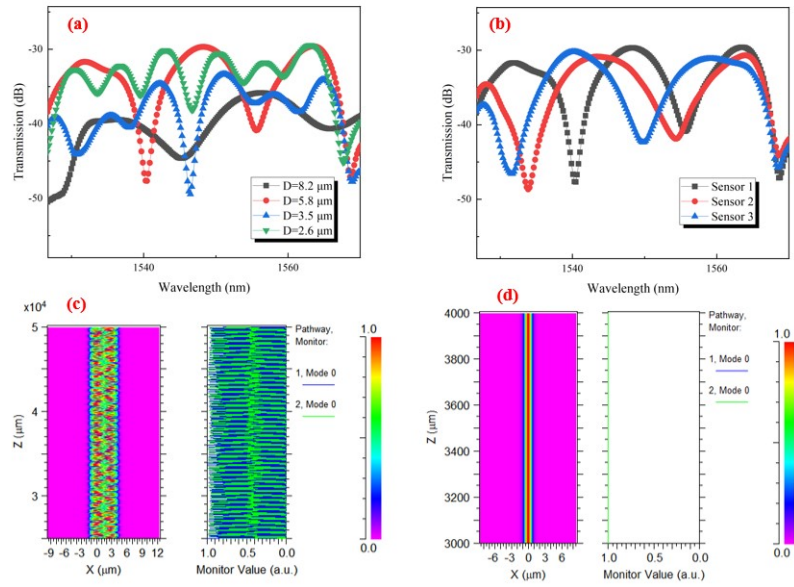 (a)
-30
-40
-50
Transmission (dB)
D=8.2 μm
D=5.8 μm
D=3.5 μm
D=2.6 μm
1540
1560
Wavelength (nm)
(b)
-30
-40
-50
Transmission (dB)
Sensor 1
Sensor 2
Sensor 3
1540
1560
Wavelength (nm)
(c)
×10⁴
5
4
3
Z (μm)
-9 -6 -3 0 3 6 9 12
X (μm)
Pathway,
Monitor:
1, Mode 0
2, Mode 0
1.0 0.5 0.0
Monitor Value (a.u.)
1.0
0.0
(d)
4000
3800
3600
3400
3200
3000
Z (μm)
-6 -3 0 3 6
X (μm)
Pathway,
Monitor:
1, Mode 0
2, Mode 0
1.0 0.5 0.0
Monitor Value (a.u.)
1.0
0.0